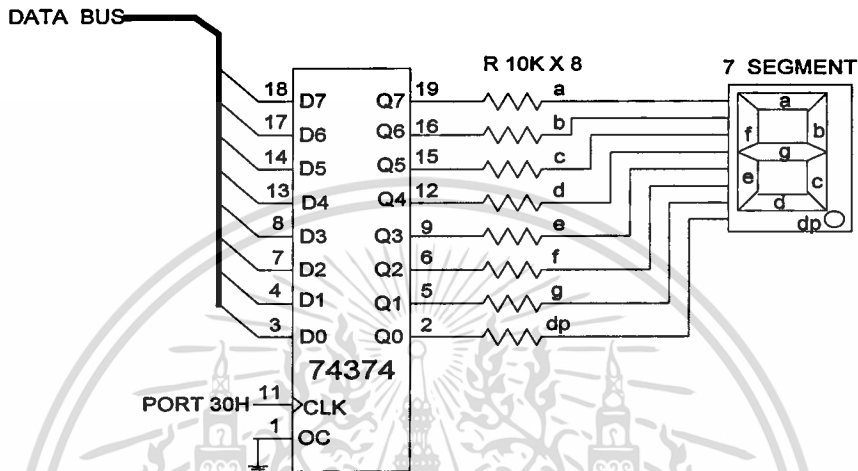 DATA BUS
R 10K X 8
7 SEGMENT
18 D7 Q7 19 a
17 D6 Q6 16 b
14 D5 Q5 15 c
13 D4 Q4 12 d
8 D3 Q3 9 e
7 D2 Q2 6 f
4 D1 Q1 5 g
3 D0 Q0 2 dp
74374
PORT 30H 11 CLK
1 OC
a
f b
g
e c
d
dp